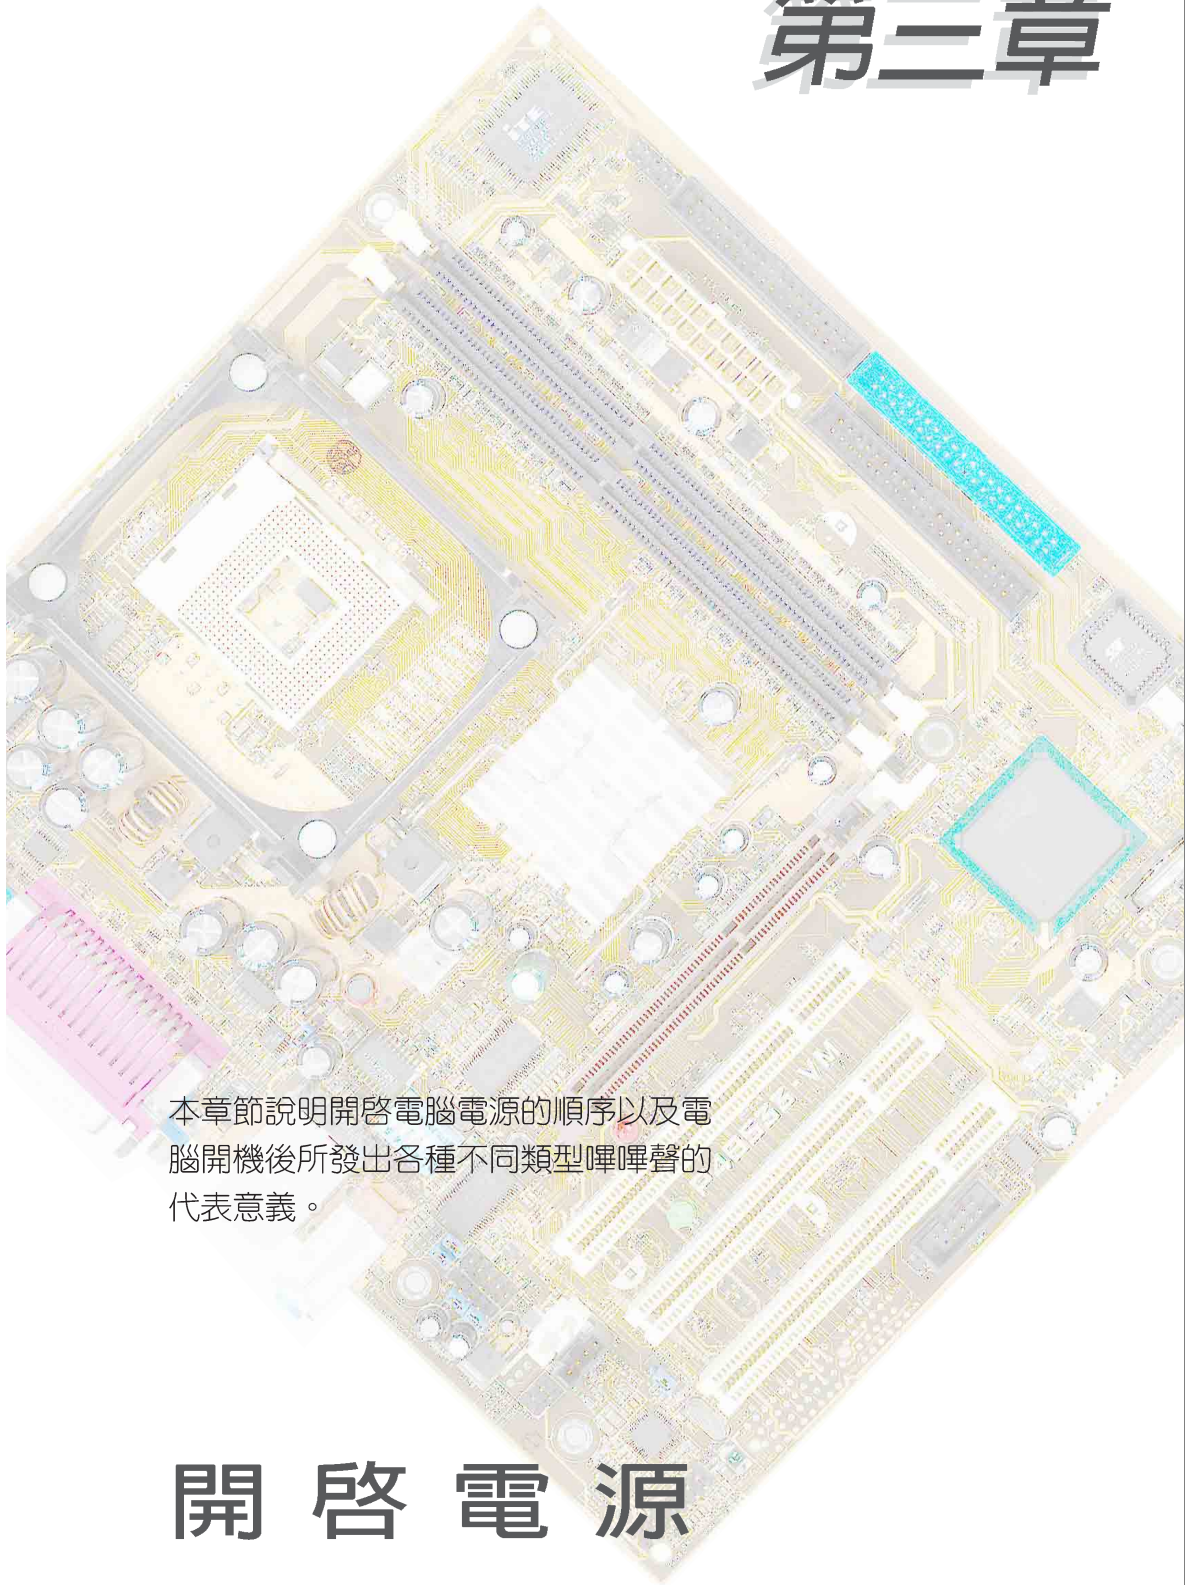 第三章
本章節說明開啓電腦電源的順序以及電
腦開機後所發出各種不同類型嗶嗶聲的
代表意義。
開啓電源